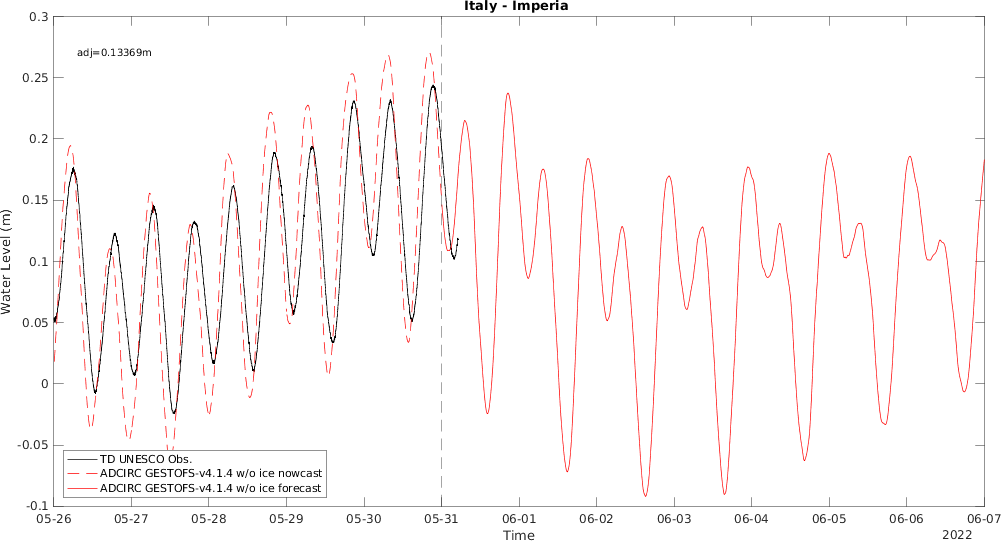 Italy - Imperia
0.3
adj=0.13369m
0.25
0.2
0.15
0.1
0.05
0
-0.05
-0.1
Water Level (m)
TD UNESCO Obs.
ADCIRC GESTOFS-v4.1.4 w/o ice nowcast
ADCIRC GESTOFS-v4.1.4 w/o ice forecast
05-26 05-27 05-28 05-29 05-30 05-31 06-01 06-02 06-03 06-04 06-05 06-06 06-07
Time
2022